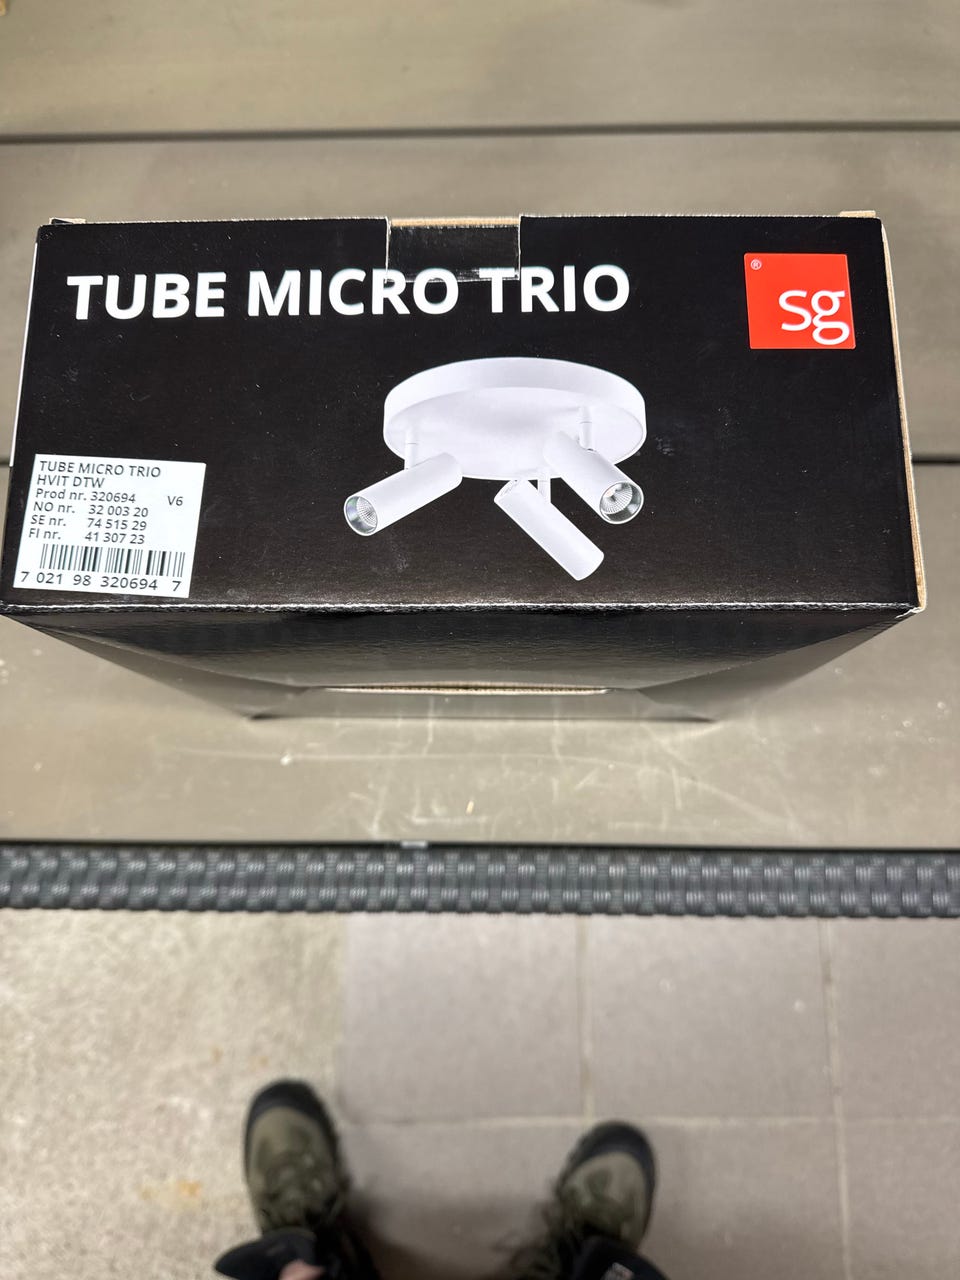 TUBE MICRO TRIO
® sg
TUBE MICRO TRIO
HVIT DTW
Prod nr. 320694 V6
NO nr. 32 003 20
SE nr. 74 515 29
FI nr. 41 307 23
7 021 98 320694 7